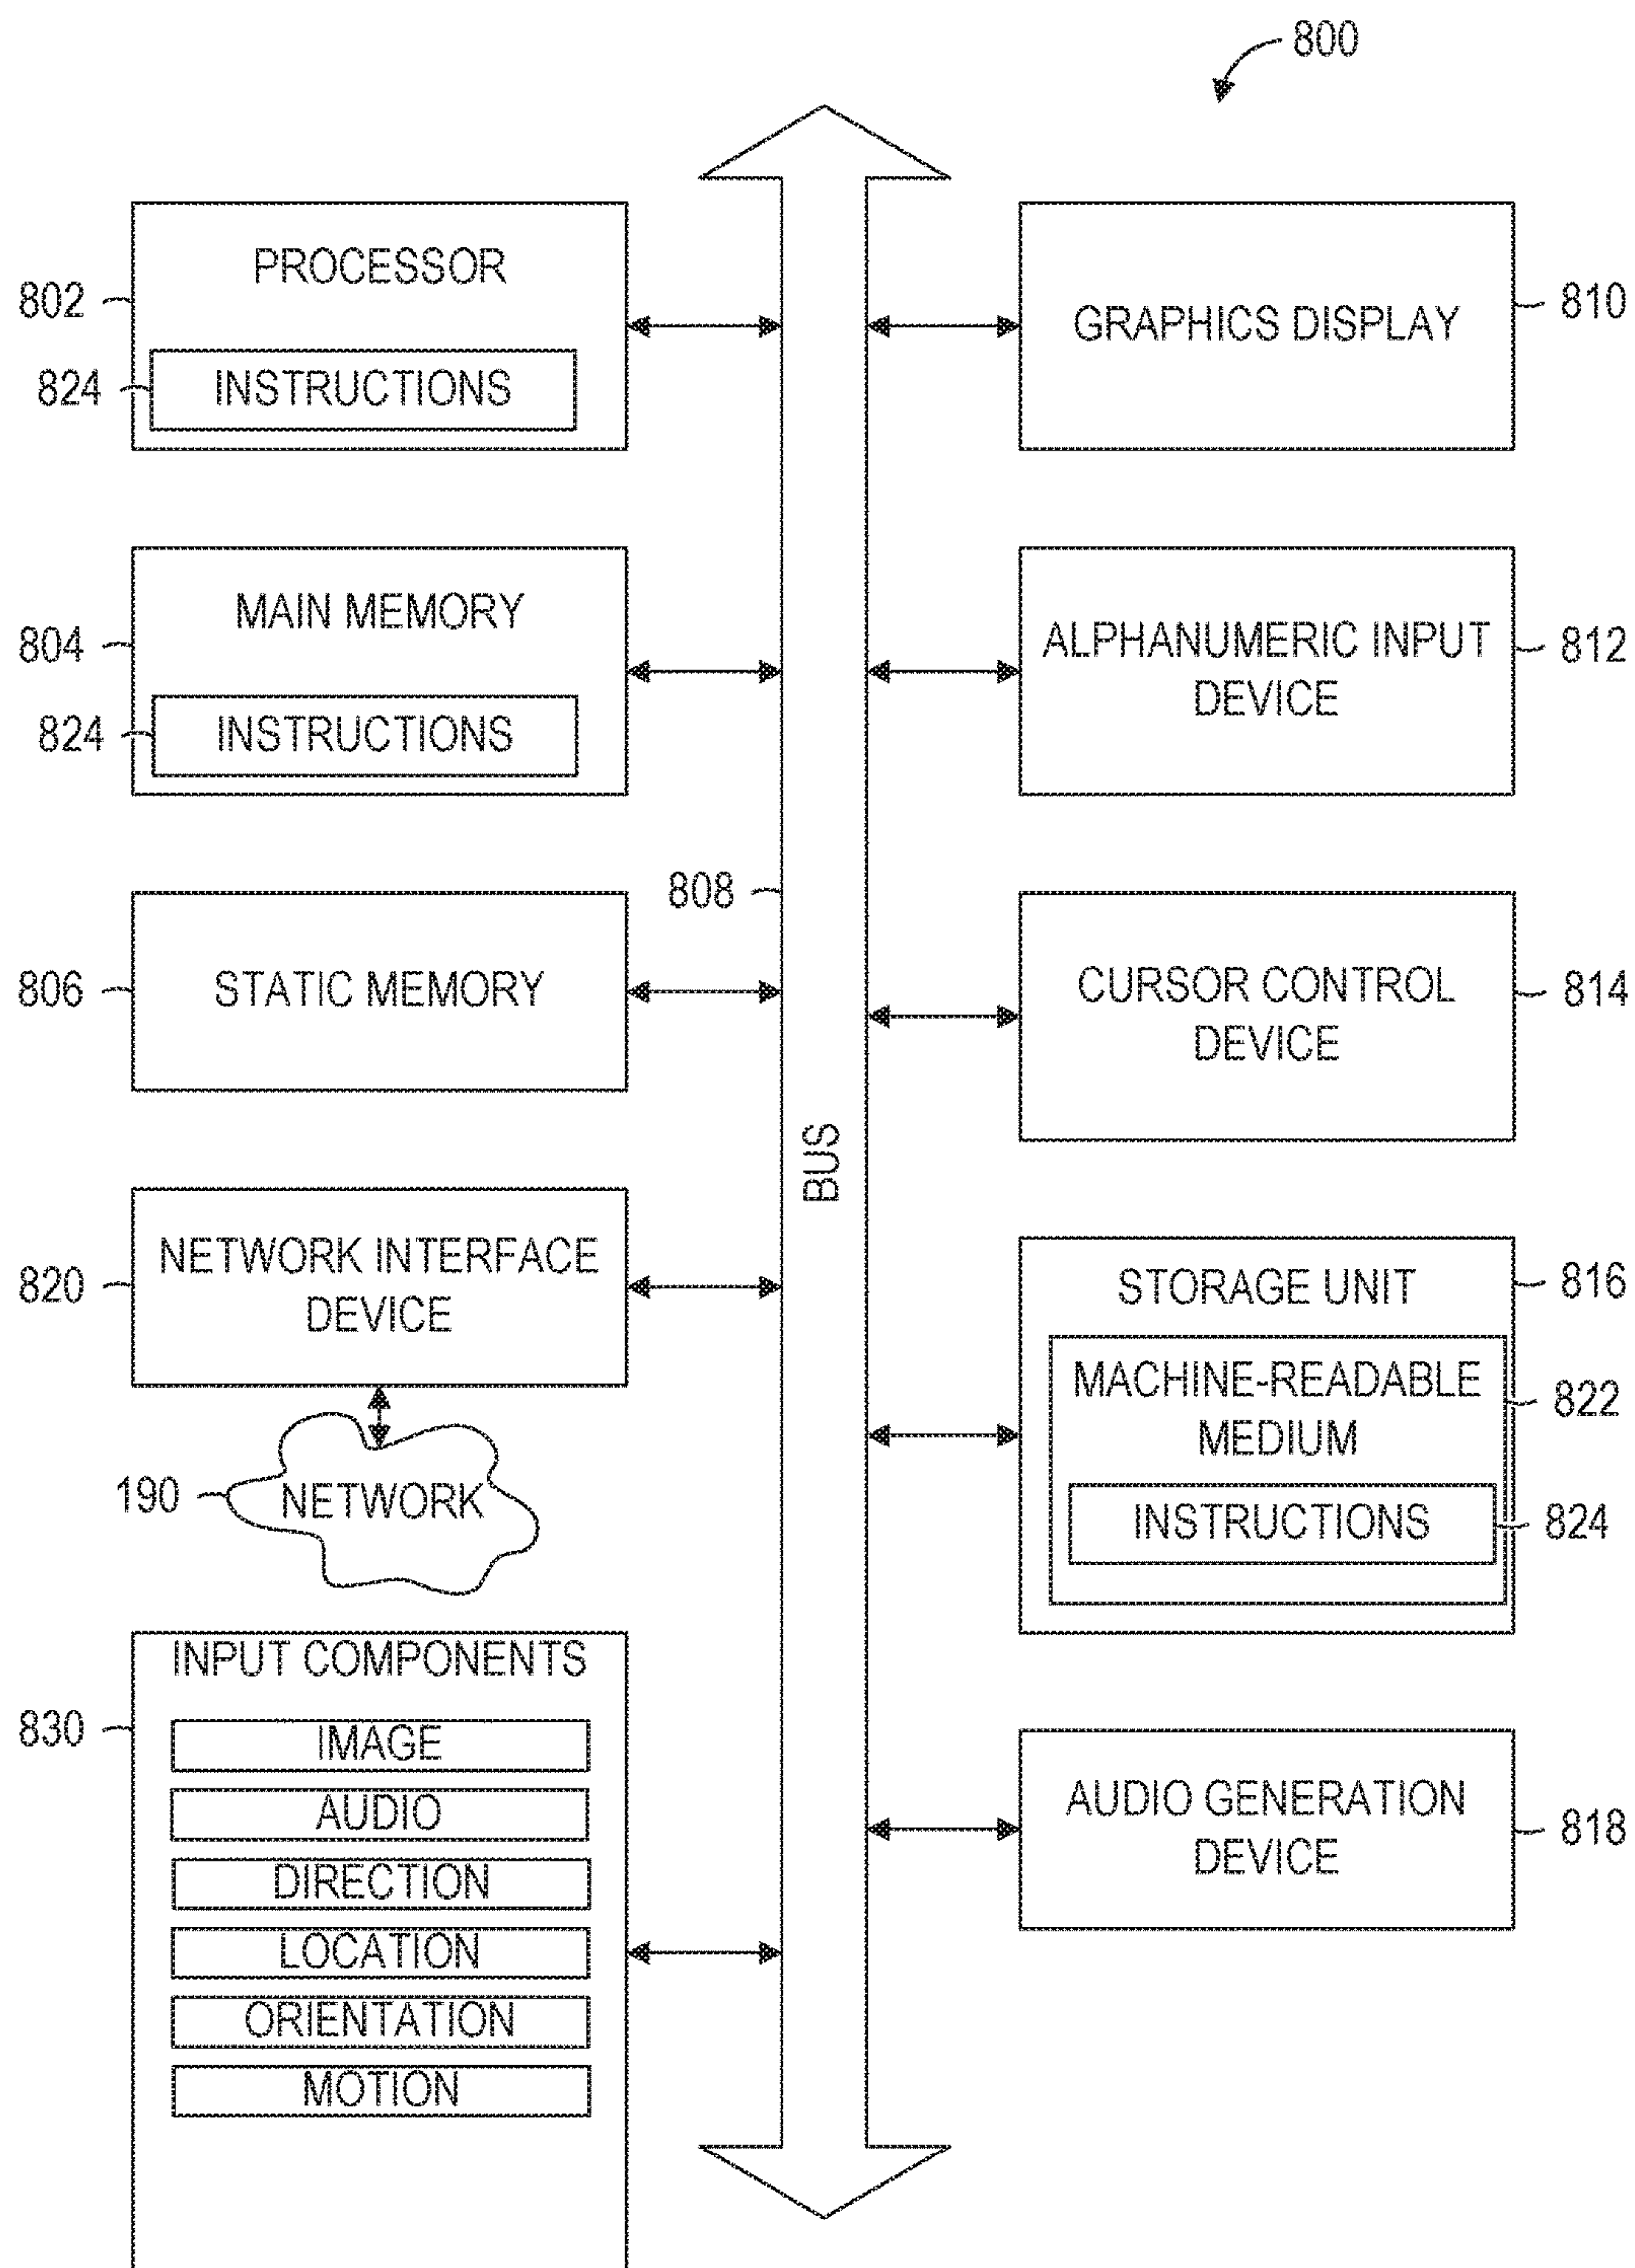 800
PROCESSOR
802
824
INSTRUCTIONS
MAIN MEMORY
804
824
INSTRUCTIONS
808
STATIC MEMORY
806
NETWORK INTERFACE
DEVICE
820
190
NETWORK
INPUT COMPONENTS
830
IMAGE
AUDIO
DIRECTION
LOCATION
ORIENTATION
MOTION
BUS
GRAPHICS DISPLAY
810
ALPHANUMERIC INPUT
DEVICE
812
CURSOR CONTROL
DEVICE
814
STORAGE UNIT
816
MACHINE-READABLE
MEDIUM
822
INSTRUCTIONS
824
AUDIO GENERATION
DEVICE
818